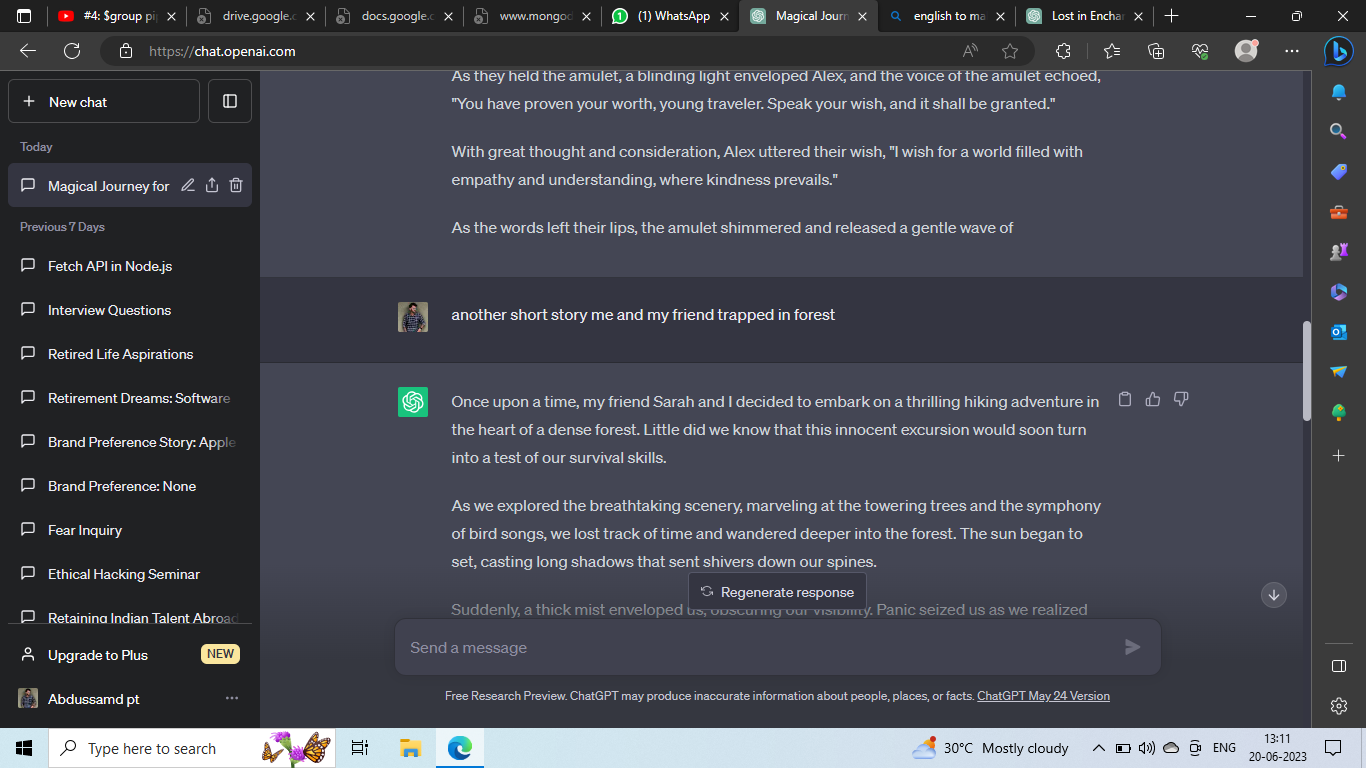 #4: $group pip
drive.google.c
docs.google.c
www.mongod
(1) WhatsApp
Magical Journ
english to ma
Lost in Enchan
https://chat.openai.com
New chat
Today
Magical Journey for
Previous 7 Days
Fetch API in Node.js
Interview Questions
Retired Life Aspirations
Retirement Dreams: Software
Brand Preference Story: Apple
Brand Preference: None
Fear Inquiry
Ethical Hacking Seminar
Retaining Indian Talent Abroad
Upgrade to Plus NEW
Abdussamd pt
As they held the amulet, a blinding light enveloped Alex, and the voice of the amulet echoed,
"You have proven your worth, young traveler. Speak your wish, and it shall be granted."
With great thought and consideration, Alex uttered their wish, "I wish for a world filled with
empathy and understanding, where kindness prevails."
As the words left their lips, the amulet shimmered and released a gentle wave of
another short story me and my friend trapped in forest
Once upon a time, my friend Sarah and I decided to embark on a thrilling hiking adventure in
the heart of a dense forest. Little did we know that this innocent excursion would soon turn
into a test of our survival skills.
As we explored the breathtaking scenery, marveling at the towering trees and the symphony
of bird songs, we lost track of time and wandered deeper into the forest. The sun began to
set, casting long shadows that sent shivers down our spines.
Regenerate response
Suddenly, a thick mist enveloped us, obscuring our visibility. Panic seized us as we realized
Send a message
Free Research Preview. ChatGPT may produce inaccurate information about people, places, or facts. ChatGPT May 24 Version
Type here to search
30°C Mostly cloudy
ENG
13:11
20-06-2023